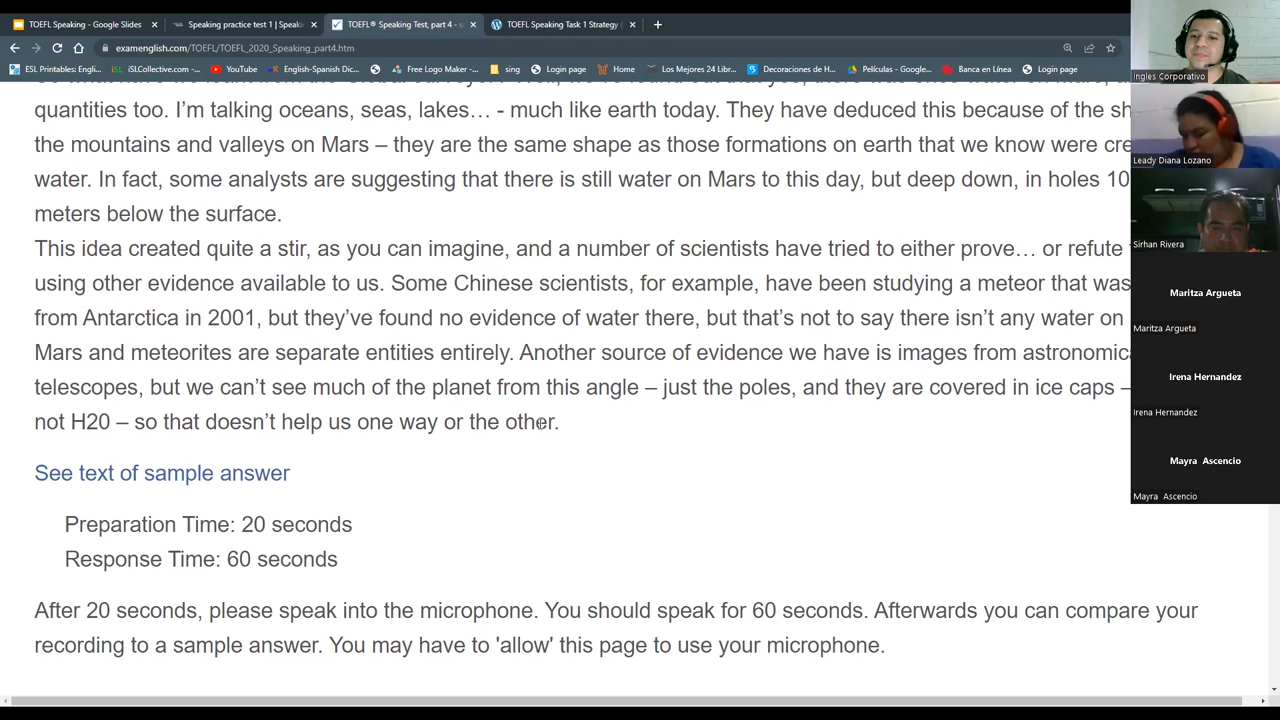 TOEFL Speaking - Google Slides
Speaking practice test 1 | Speaki
TOEFL® Speaking Test, part 4 - s
TOEFL Speaking Task 1 Strategy (
examenglish.com/TOEFL/TOEFL_2020_Speaking_part4.htm
ESL Printables: Engli...
iSLCollective.com -...
YouTube
English-Spanish Dic...
Free Logo Maker -...
sing
Login page
Home
Los Mejores 24 Libr...
Decoraciones de H...
Películas - Google...
Banca en Línea
Login page
quantities too. I'm talking oceans, seas, lakes… - much like earth today. They have deduced this because of the sh
the mountains and valleys on Mars – they are the same shape as those formations on earth that we know were cre
water. In fact, some analysts are suggesting that there is still water on Mars to this day, but deep down, in holes 10
meters below the surface.
This idea created quite a stir, as you can imagine, and a number of scientists have tried to either prove… or refute
using other evidence available to us. Some Chinese scientists, for example, have been studying a meteor that was
from Antarctica in 2001, but they've found no evidence of water there, but that's not to say there isn't any water on
Mars and meteorites are separate entities entirely. Another source of evidence we have is images from astronomica
telescopes, but we can't see much of the planet from this angle – just the poles, and they are covered in ice caps –
not H20 – so that doesn't help us one way or the other.
See text of sample answer
Preparation Time: 20 seconds
Response Time: 60 seconds
After 20 seconds, please speak into the microphone. You should speak for 60 seconds. Afterwards you can compare your
recording to a sample answer. You may have to 'allow' this page to use your microphone.
Ingles Corporativo
Leady Diana Lozano
Sirhan Rivera
Maritza Argueta
Maritza Argueta
Irena Hernandez
Irena Hernandez
Mayra Ascencio
Mayra Ascencio